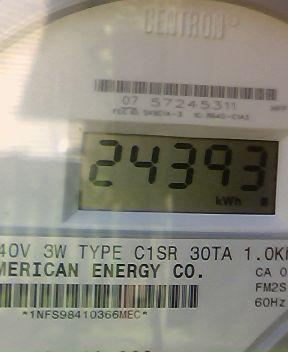 CENTRON®
07 57245311
24393
kWh
40V 3W TYPE C1SR 30TA 1.0K
MERICAN ENERGY CO.
CA 0
FM2S
60Hz
*1NFS98410366MEC*